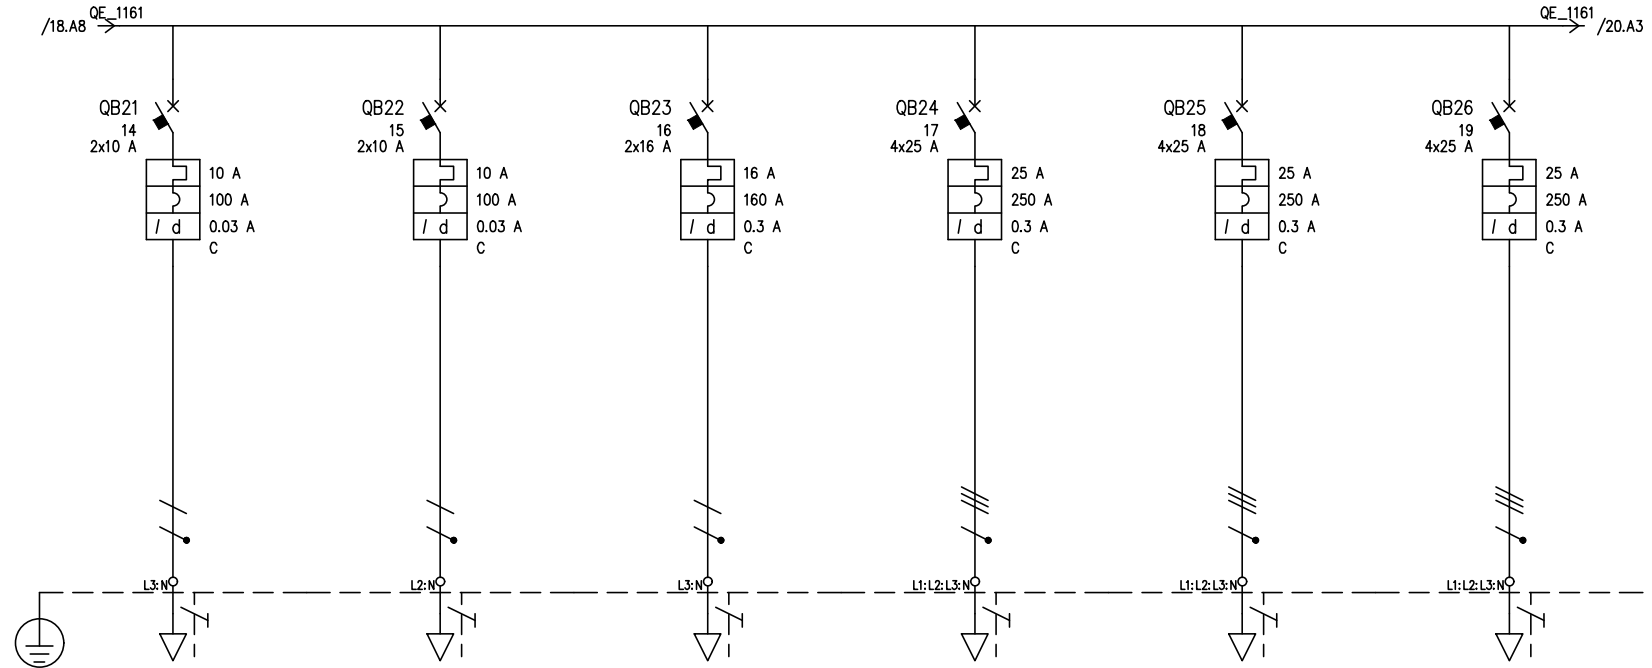 QE_1161
QE_1161
/18.A8
/20.A3
QB21
14
2x10 A
10 A
100 A
I d
0.03 A
C
QB22
15
2x10 A
10 A
100 A
I d
0.03 A
C
QB23
16
2x16 A
16 A
160 A
I d
0.3 A
C
QB24
17
4x25 A
25 A
250 A
I d
0.3 A
C
QB25
18
4x25 A
25 A
250 A
I d
0.3 A
C
QB26
19
4x25 A
25 A
250 A
I d
0.3 A
C
L3:N
L2:N
L3:N
L1:L2:L3:N
L1:L2:L3:N
L1:L2:L3:N